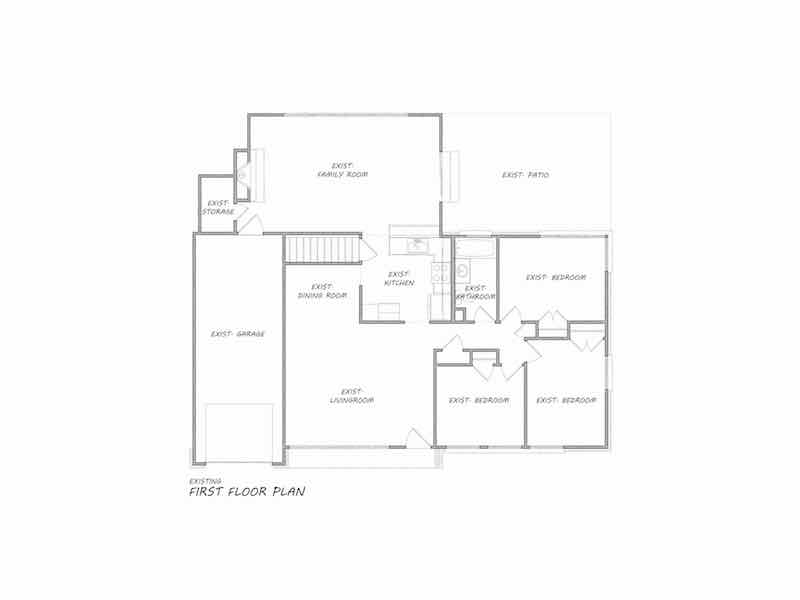 EXIST-
FAMILY ROOM
EXIST- PATIO
EXIST-
STORAGE
EXIST-
KITCHEN
EXIST-
DINING ROOM
EXIST-
BATHROOM
EXIST- BEDROOM
EXIST- GARAGE
EXIST-
LIVINGROOM
EXIST- BEDROOM
EXIST- BEDROOM
EXISTING
FIRST FLOOR PLAN